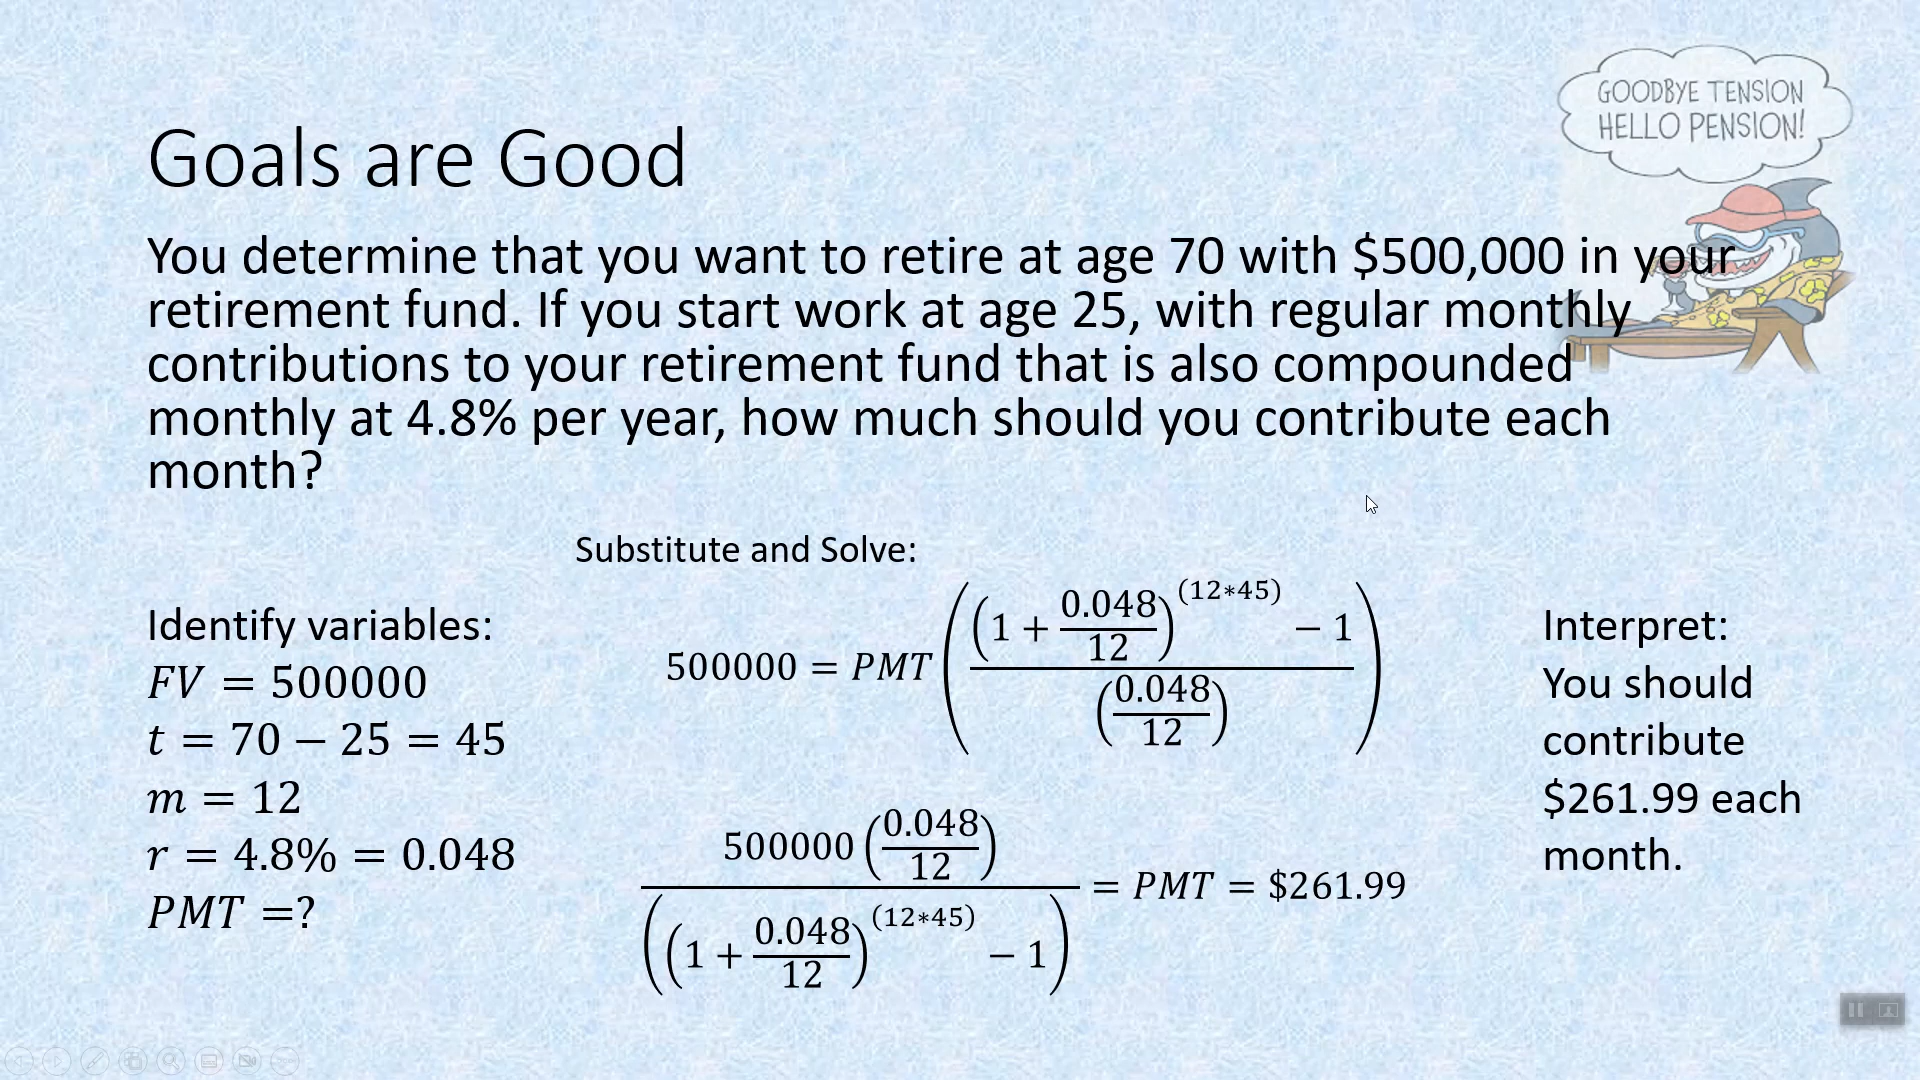 GOODBYE TENSION
HELLO PENSION!
Goals are Good
You determine that you want to retire at age 70 with $500,000 in your
retirement fund. If you start work at age 25, with regular monthly
contributions to your retirement fund that is also compounded
monthly at 4.8% per year, how much should you contribute each
month?
Identify variables:
FV = 500000
t = 70 − 25 = 45
m = 12
r = 4.8% = 0.048
PMT =?
Substitute and Solve:
500000 = PMT (((1 + 0.048/12)^(12*45) − 1) / (0.048/12))
500000 (0.048/12) / ((1 + 0.048/12)^(12*45) − 1) = PMT = $261.99
Interpret:
You should
contribute
$261.99 each
month.